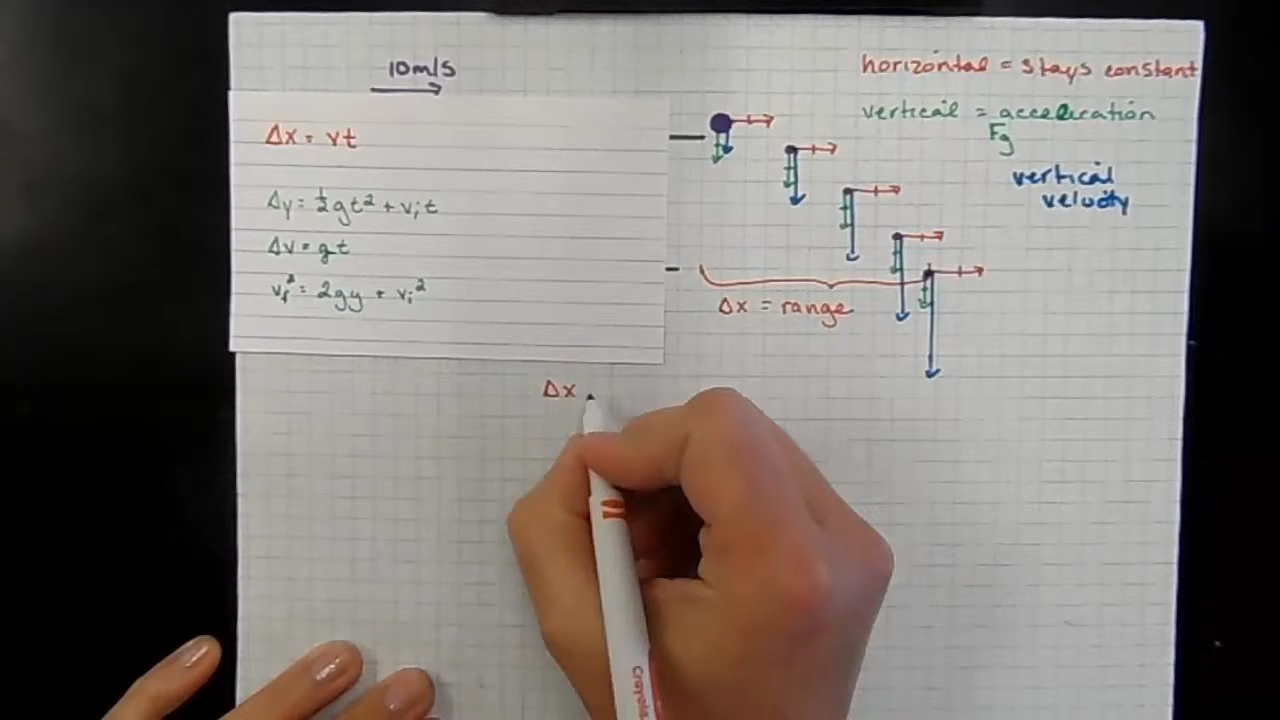 10m/s
Δx = vt
Δy = ½gt² + vᵢt
Δv = gt
v_f² = 2gy + vᵢ²
horizontal = stays constant
vertical = acceleration
Fg
vertical
velocity
Δx = range
Δx
Crayola